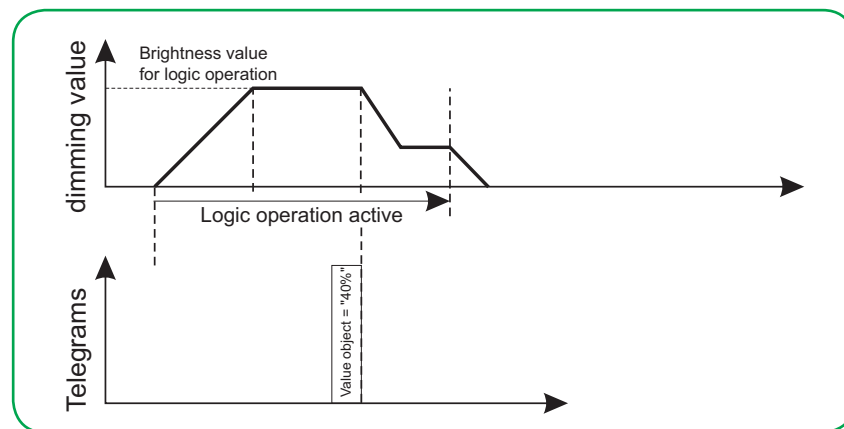 Brightness value
for logic operation
dimming value
Logic operation active
Telegrams
Value object = "40%"